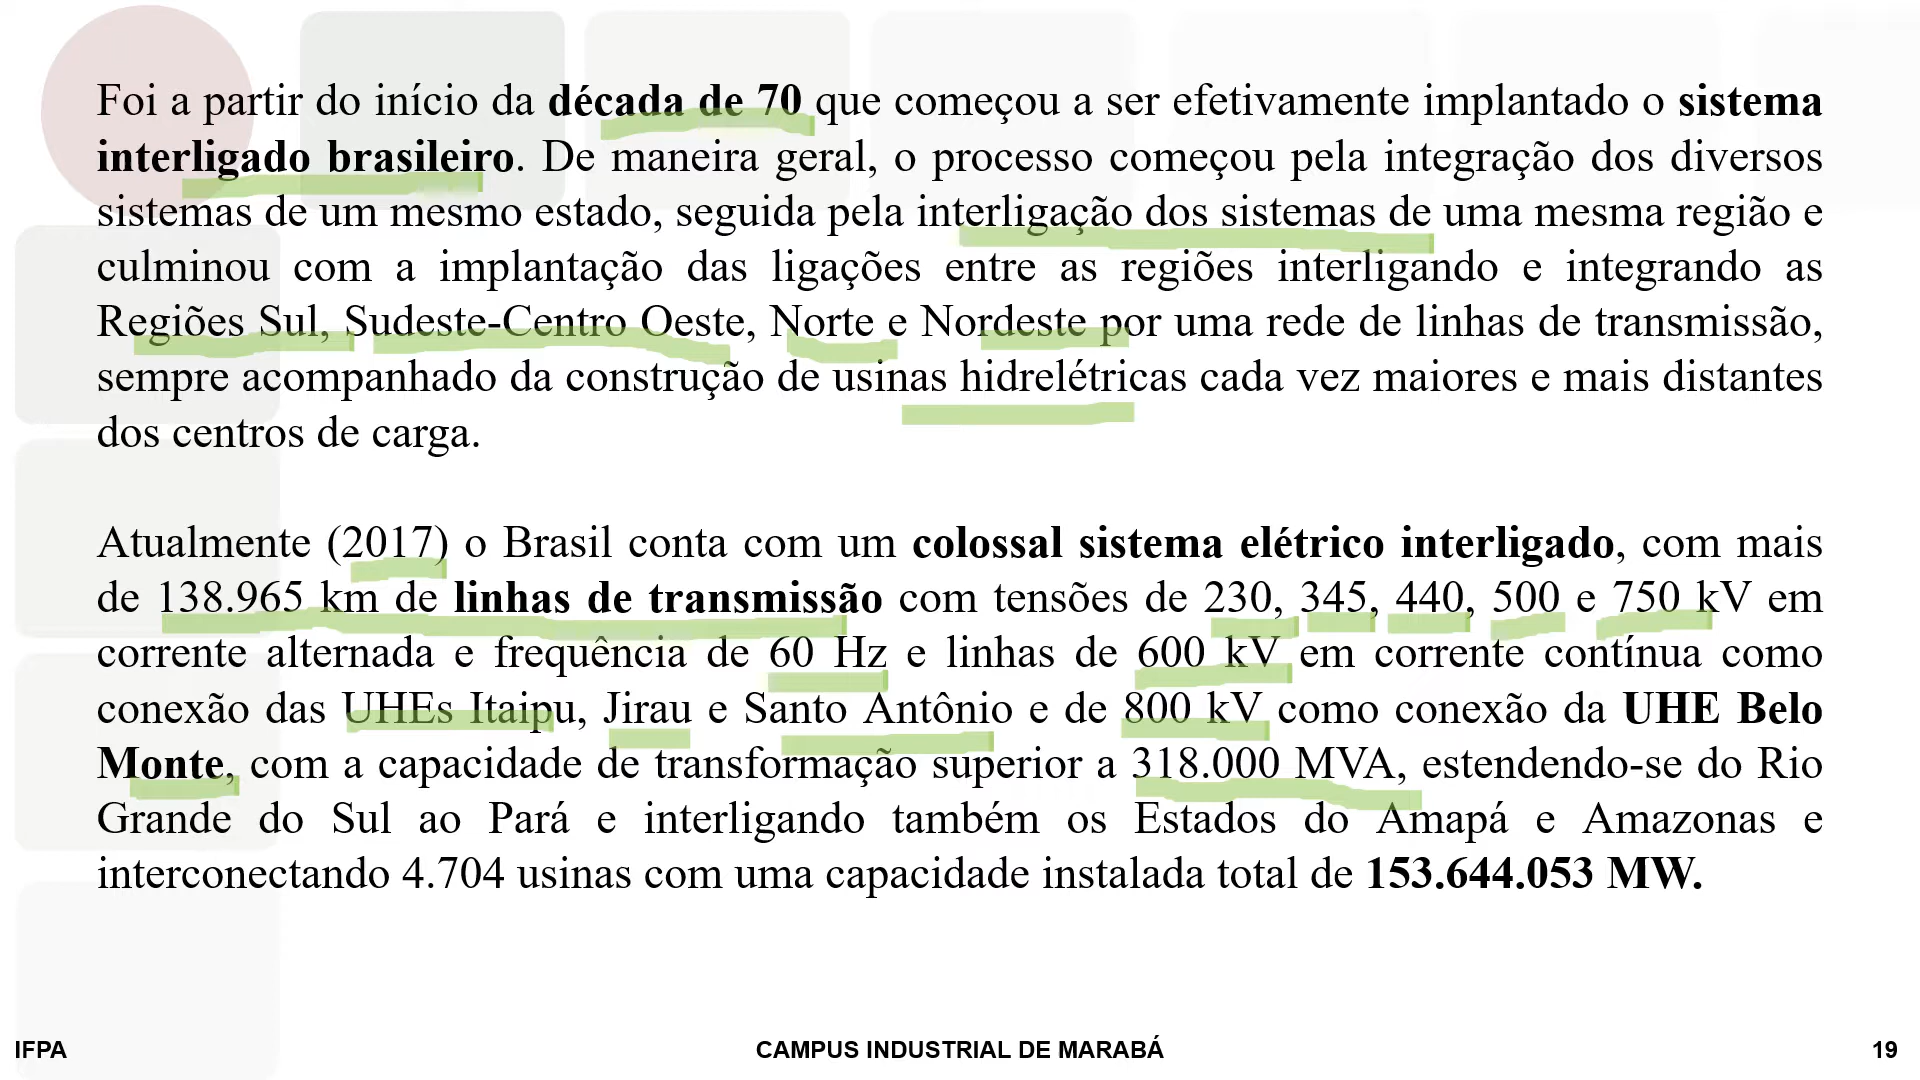 Foi a partir do início da década de 70 que começou a ser efetivamente implantado o sistema
interligado brasileiro. De maneira geral, o processo começou pela integração dos diversos
sistemas de um mesmo estado, seguida pela interligação dos sistemas de uma mesma região e
culminou com a implantação das ligações entre as regiões interligando e integrando as
Regiões Sul, Sudeste-Centro Oeste, Norte e Nordeste por uma rede de linhas de transmissão,
sempre acompanhado da construção de usinas hidrelétricas cada vez maiores e mais distantes
dos centros de carga.
Atualmente (2017) o Brasil conta com um colossal sistema elétrico interligado, com mais
de 138.965 km de linhas de transmissão com tensões de 230, 345, 440, 500 e 750 kV em
corrente alternada e frequência de 60 Hz e linhas de 600 kV em corrente contínua como
conexão das UHEs Itaipu, Jirau e Santo Antônio e de 800 kV como conexão da UHE Belo
Monte, com a capacidade de transformação superior a 318.000 MVA, estendendo-se do Rio
Grande do Sul ao Pará e interligando também os Estados do Amapá e Amazonas e
interconectando 4.704 usinas com uma capacidade instalada total de 153.644.053 MW.
IFPA
CAMPUS INDUSTRIAL DE MARABÁ
19